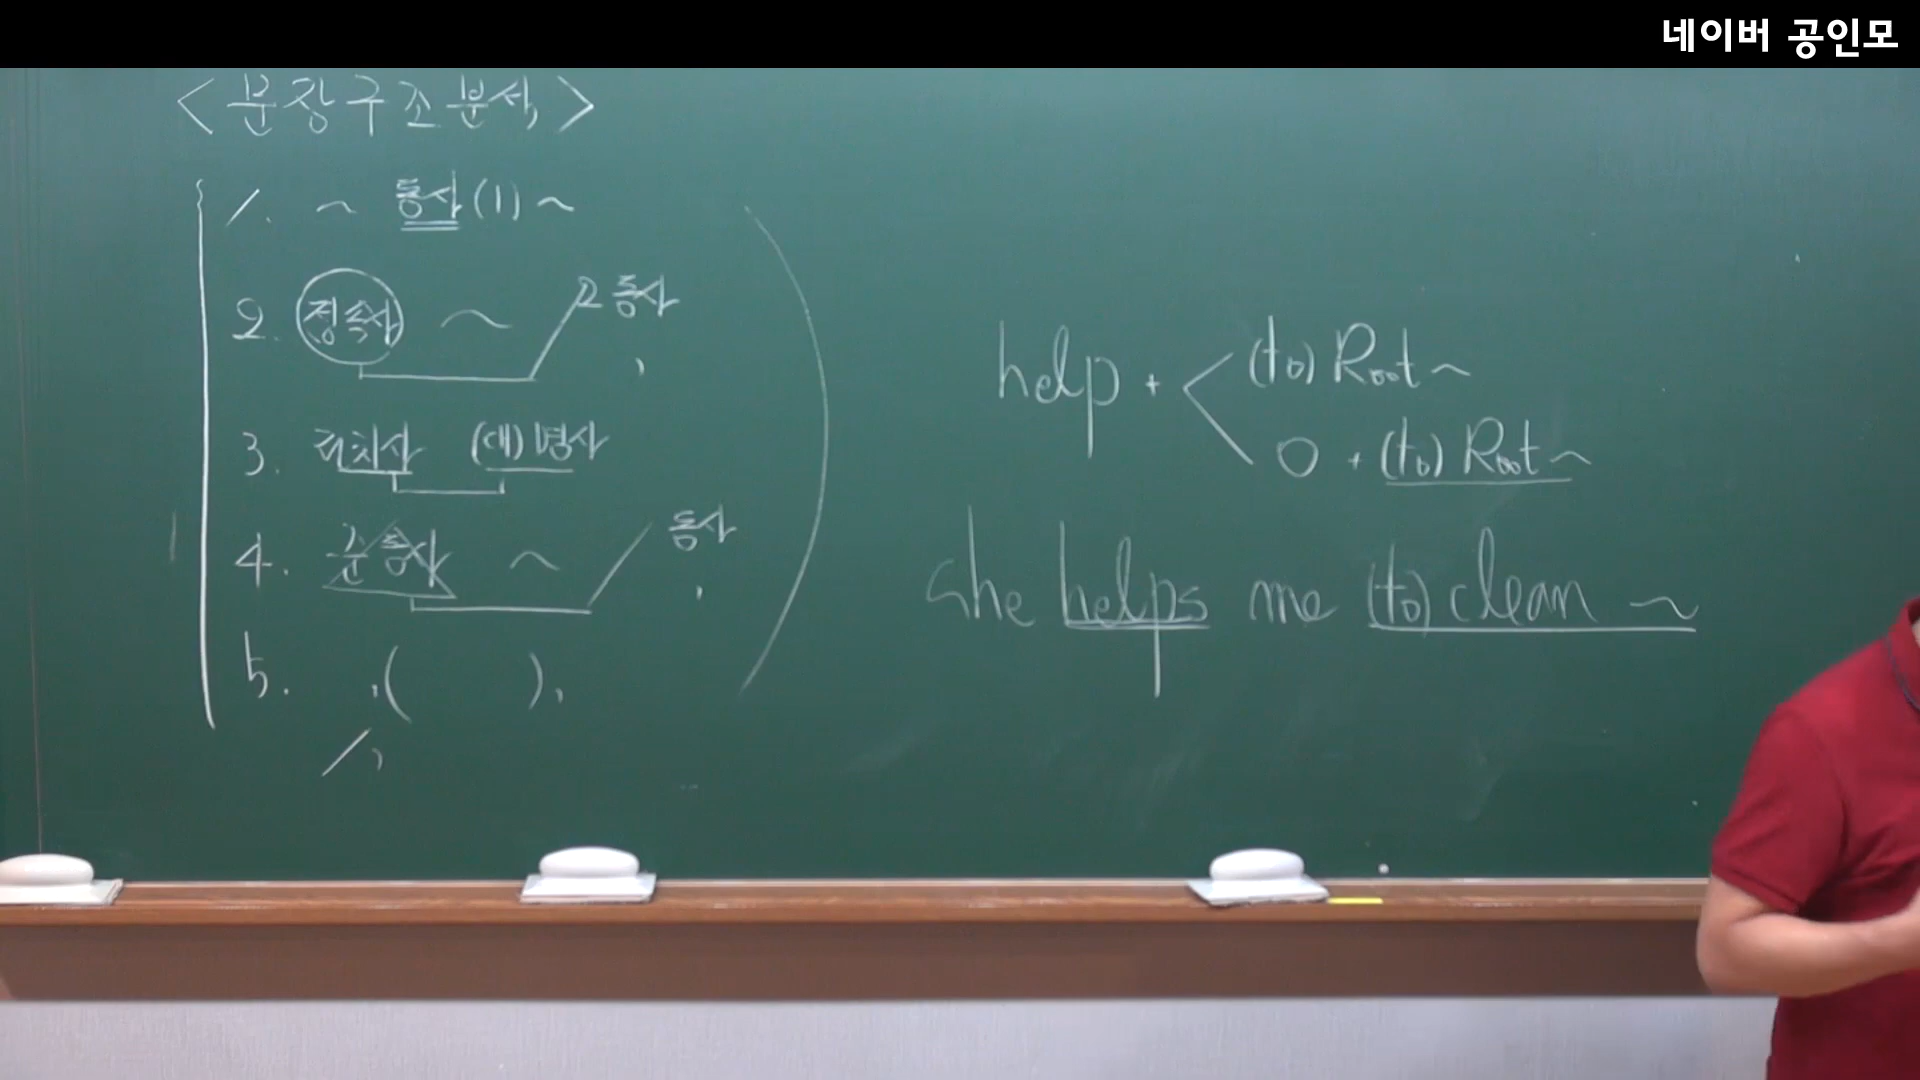 네이버 공인모
<문장구조분석>
1. ~ 동사(1) ~
2. 접속사 ~ 2 동사,
3. 전치사 (대)명사
4. 준동사 ~ 동사,
5. ,( ),
help + < (to) Root ~
O + (to) Root ~
She helps me (to) clean ~